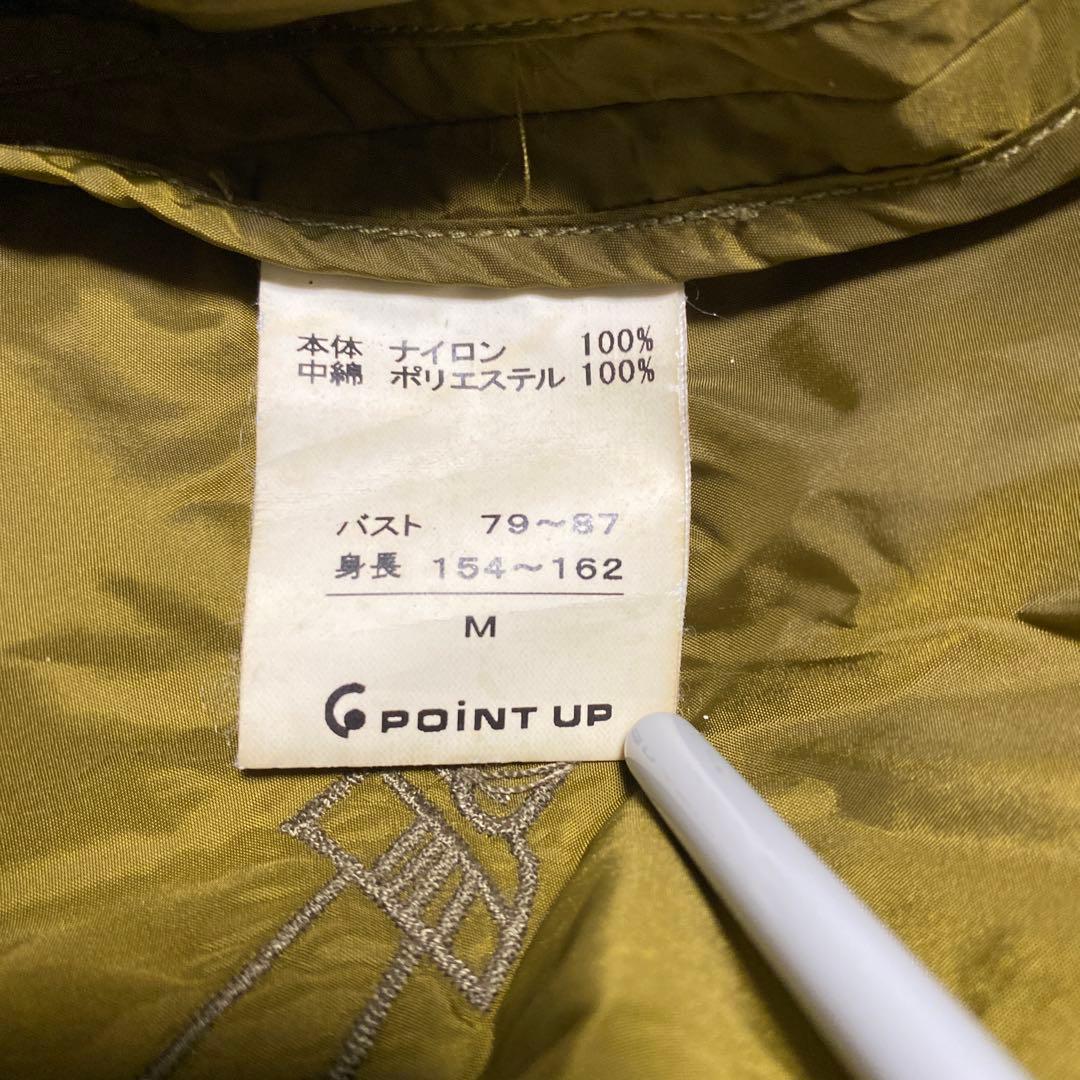 本体 ナイロン 100%
中綿 ポリエステル 100%
バスト 79～87
身長 154～162
M
POiNT UP